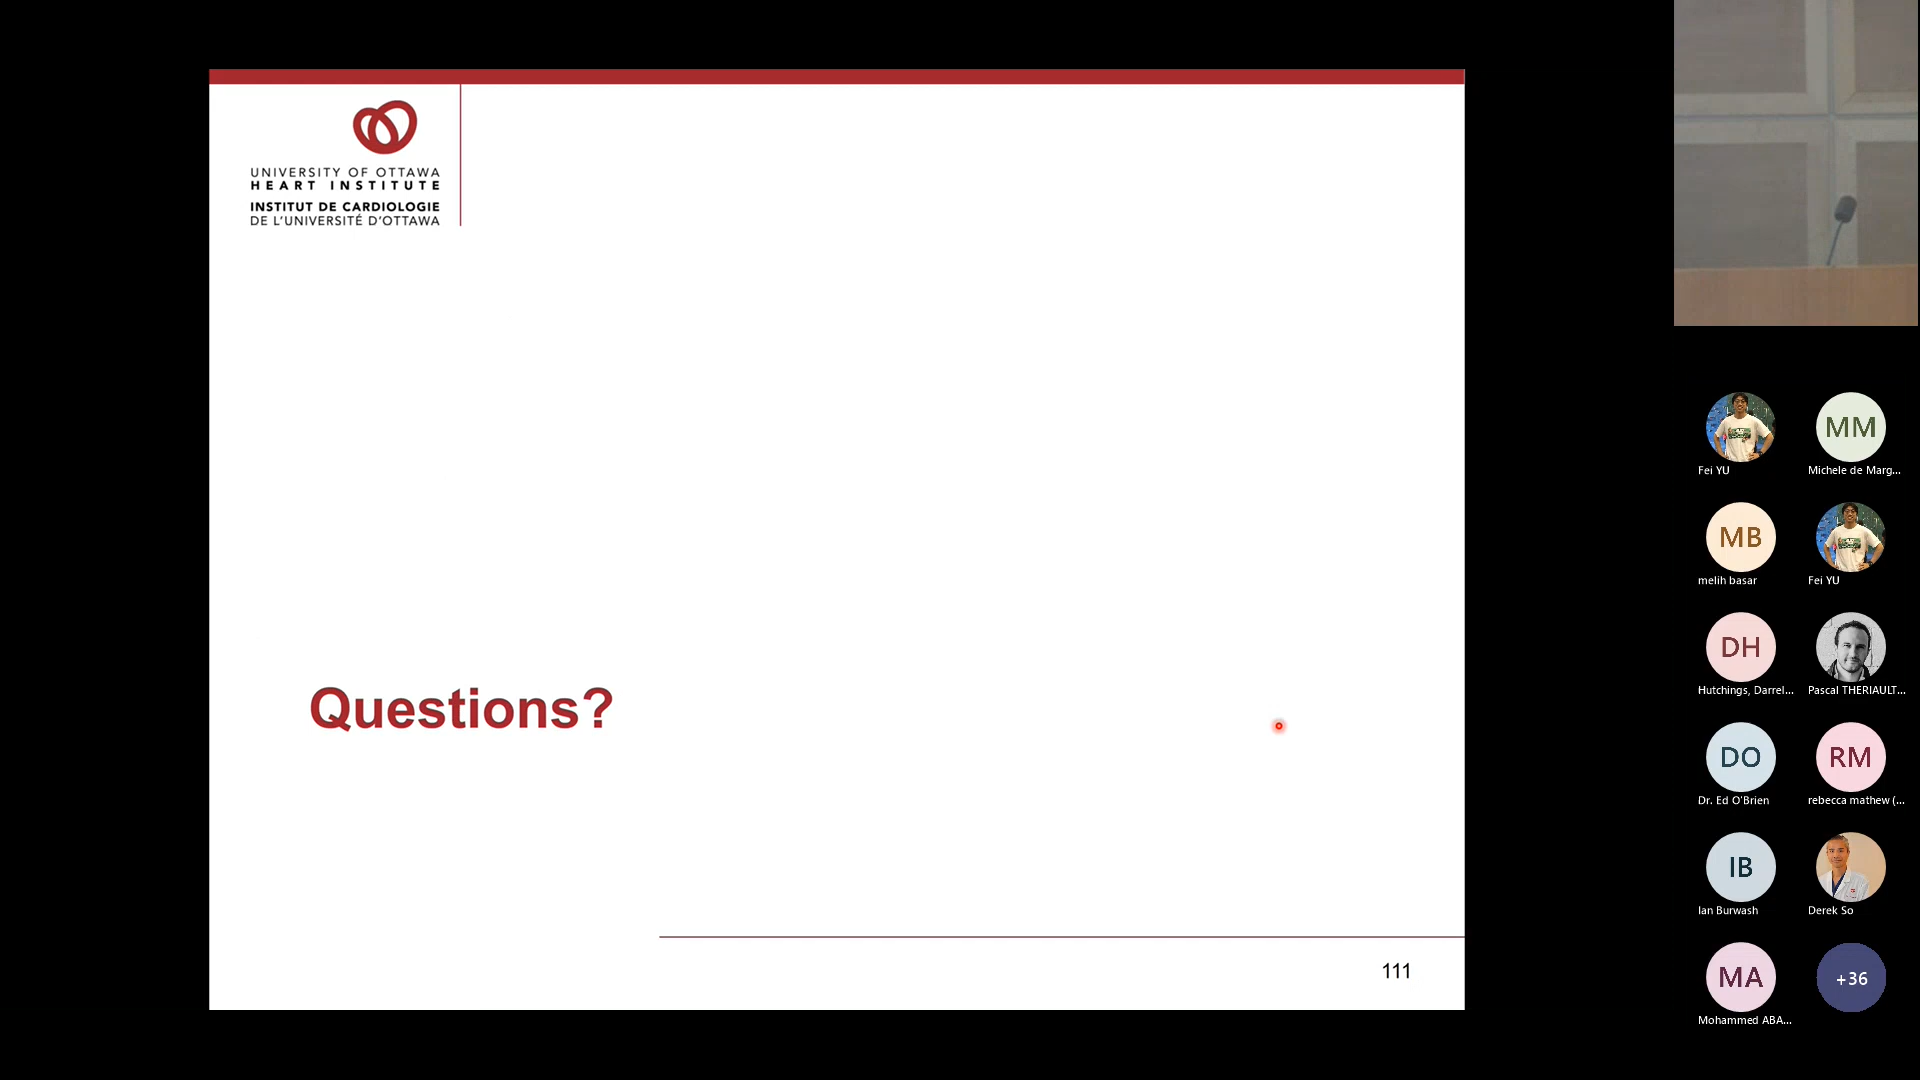 UNIVERSITY OF OTTAWA
HEART INSTITUTE
INSTITUT DE CARDIOLOGIE
DE L'UNIVERSITÉ D'OTTAWA
Questions?
111
Fei YU
MM
Michele de Marg...
MB
melih basar
Fei YU
DH
Hutchings, Darrel...
Pascal THERIAULT...
DO
Dr. Ed O'Brien
RM
rebecca mathew (...
IB
Ian Burwash
Derek So
MA
Mohammed ABA...
+36